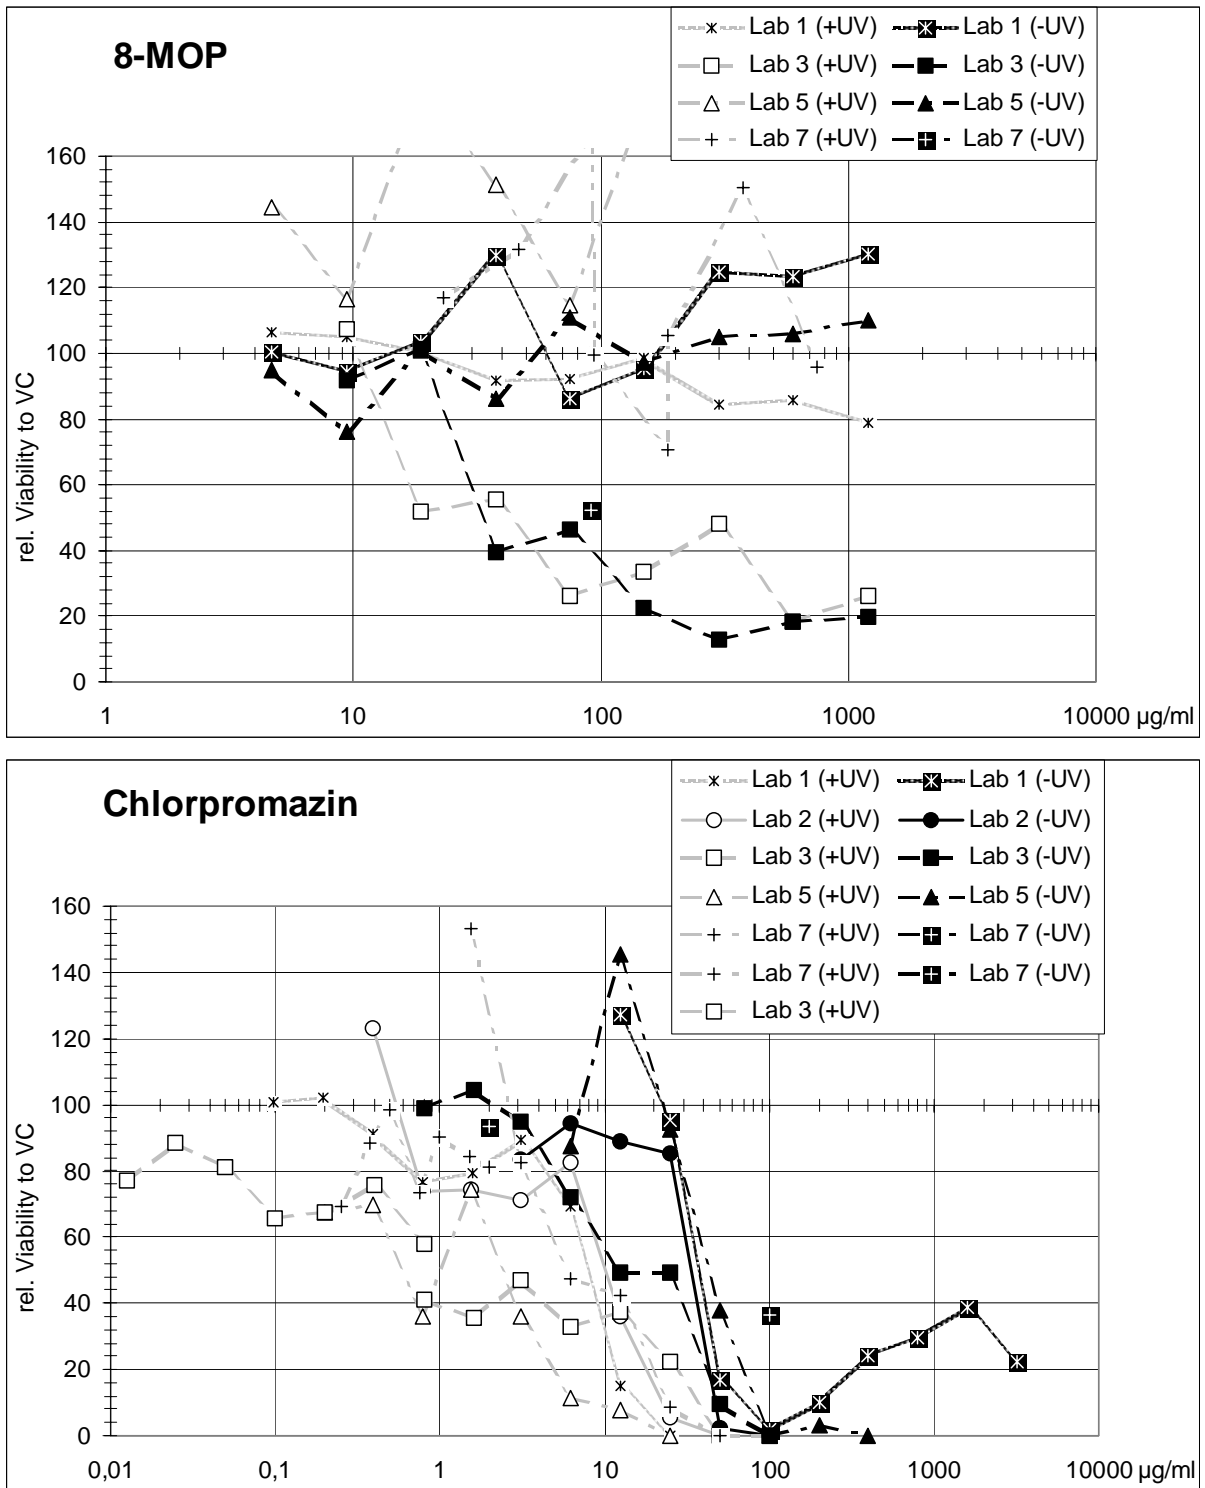 8-MOP
Lab 1 (+UV) Lab 1 (-UV)
Lab 3 (+UV) Lab 3 (-UV)
Lab 5 (+UV) Lab 5 (-UV)
Lab 7 (+UV) Lab 7 (-UV)
rel. Viability to VC
160
140
120
100
80
60
40
20
0
1 10 100 1000 10000 µg/ml
Chlorpromazin
Lab 1 (+UV) Lab 1 (-UV)
Lab 2 (+UV) Lab 2 (-UV)
Lab 3 (+UV) Lab 3 (-UV)
Lab 5 (+UV) Lab 5 (-UV)
Lab 7 (+UV) Lab 7 (-UV)
Lab 7 (+UV) Lab 7 (-UV)
Lab 3 (+UV)
rel. Viability to VC
160
140
120
100
80
60
40
20
0
0,01 0,1 1 10 100 1000 10000 µg/ml